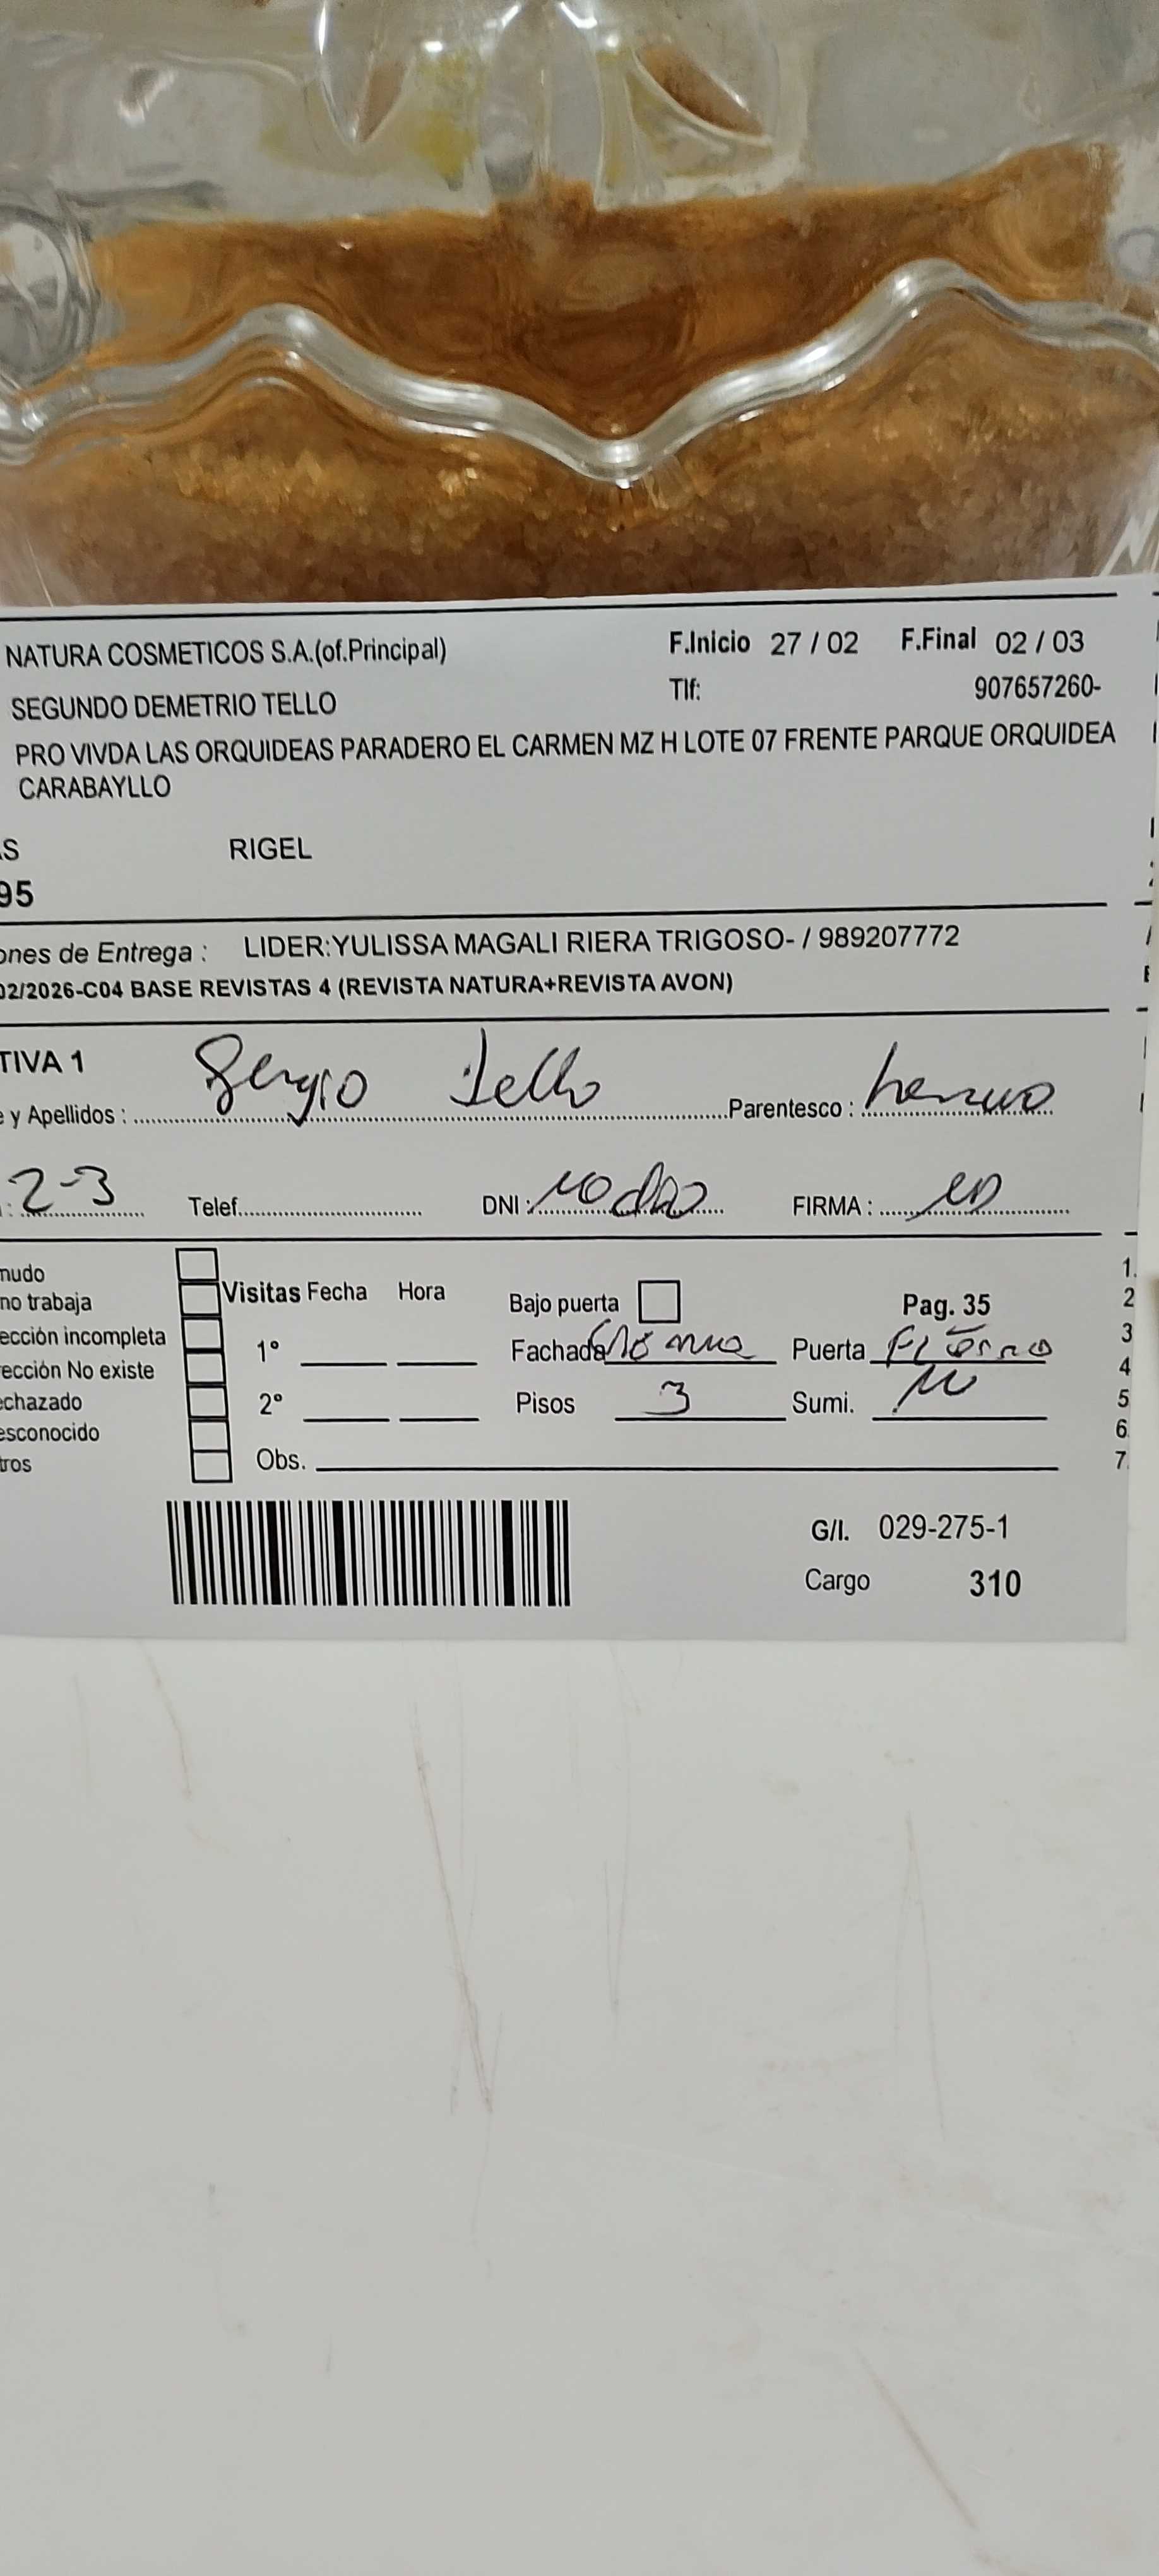 NATURA COSMETICOS S.A.(of.Principal) F.Inicio 27 / 02 F.Final 02 / 03
SEGUNDO DEMETRIO TELLO Tlf: 907657260-
PRO VIVDA LAS ORQUIDEAS PARADERO EL CARMEN MZ H LOTE 07 FRENTE PARQUE ORQUIDEA
CARABAYLLO
AS RIGEL
95
ones de Entrega : LIDER:YULISSA MAGALI RIERA TRIGOSO- / 989207772
02/2026-C04 BASE REVISTAS 4 (REVISTA NATURA+REVISTA AVON)
TIVA 1
e y Apellidos : Sergio Tello Parentesco :
: 2-3 Telef. DNI : FIRMA :
mudo
no trabaja Visitas Fecha Hora Bajo puerta Pag. 35
ección incompleta 1° Fachada Puerta
ección No existe
echazado 2° Pisos 3 Sumi.
esconocido
tros Obs.
G/I. 029-275-1
Cargo 310
1.
2
3
4
5
6
7